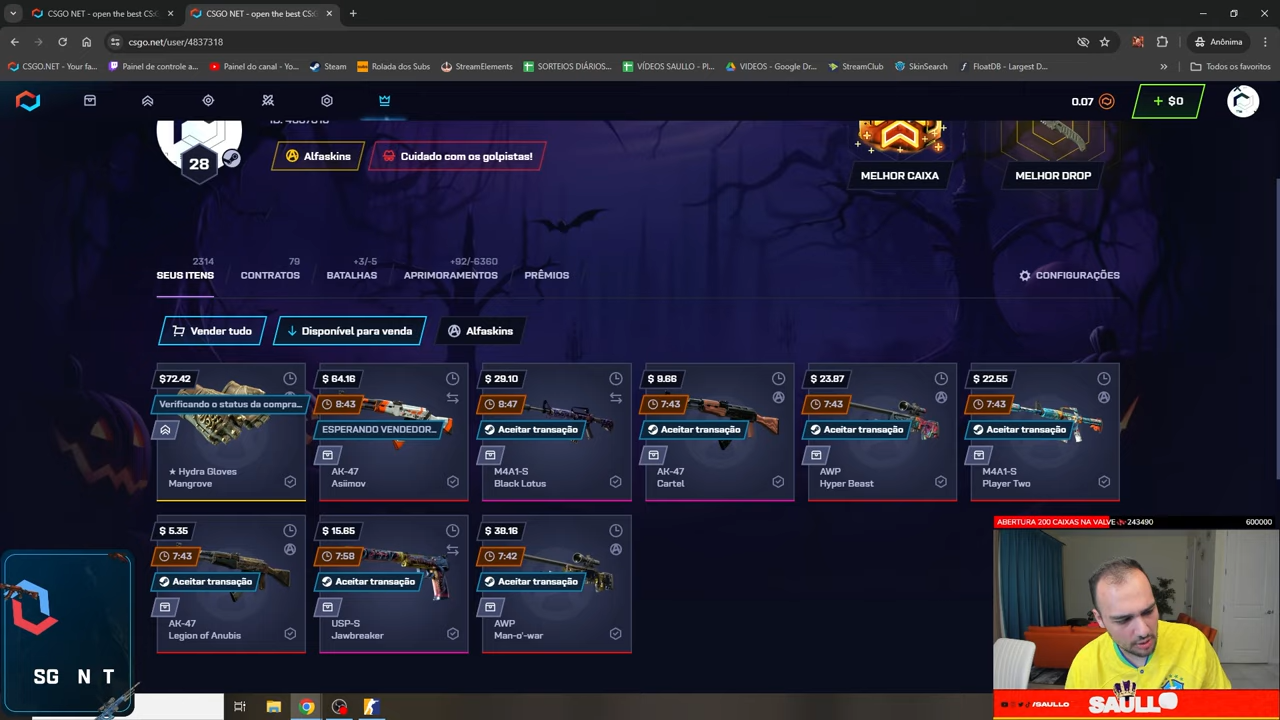 CSGO NET - open the best CS:G
CSGO NET - open the best CS:G
csgo.net/user/4837318
Anônima
CSGO.NET - Your fa...
Painel de controle a...
Painel do canal - Yo...
Steam
Rolada dos Subs
StreamElements
SORTEIOS DIÁRIOS...
VÍDEOS SAULLO - Pl...
VIDEOS - Google Dr...
StreamClub
SkinSearch
FloatDB - Largest D...
Todos os favoritos
0.07
+ $0
28
Alfaskins
Cuidado com os golpistas!
MELHOR CAIXA
MELHOR DROP
2314
79
+3/-5
+92/-6360
SEUS ITENS
CONTRATOS
BATALHAS
APRIMORAMENTOS
PRÊMIOS
CONFIGURAÇÕES
Vender tudo
Disponível para venda
Alfaskins
$72.42
Verificando o status da compra...
★ Hydra Gloves
Mangrove
$ 64.16
8:43
ESPERANDO VENDEDOR...
AK-47
Asiimov
$ 29.10
8:47
Aceitar transação
M4A1-S
Black Lotus
$ 9.66
7:43
Aceitar transação
AK-47
Cartel
$ 23.87
7:43
Aceitar transação
AWP
Hyper Beast
$ 22.55
7:43
Aceitar transação
M4A1-S
Player Two
$ 5.35
7:43
Aceitar transação
AK-47
Legion of Anubis
$ 15.65
7:58
Aceitar transação
USP-S
Jawbreaker
$ 38.16
7:42
Aceitar transação
AWP
Man-o'-war
ABERTURA 200 CAIXAS NA VALVE 243490
600000
SG N T
/SAULLO
SAULLO